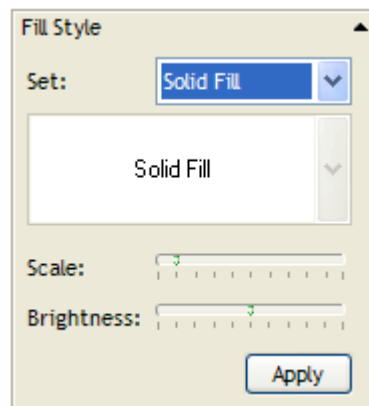 Fill Style
Set: Solid Fill
Solid Fill
Scale:
Brightness:
Apply